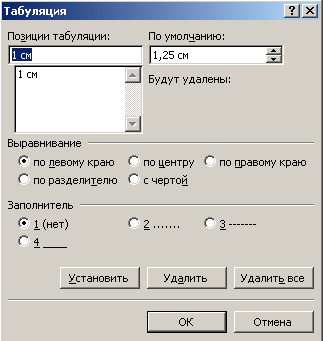 Табуляция
Позиции табуляции:
По умолчанию:
1 см
1,25 см
1 см
Будут удалены:
Выравнивание
по левому краю
по центру
по правому краю
по разделителю
с чертой
Заполнитель
1 (нет)
2 .......
3 -------
4 ____
Установить
Удалить
Удалить все
ОК
Отмена